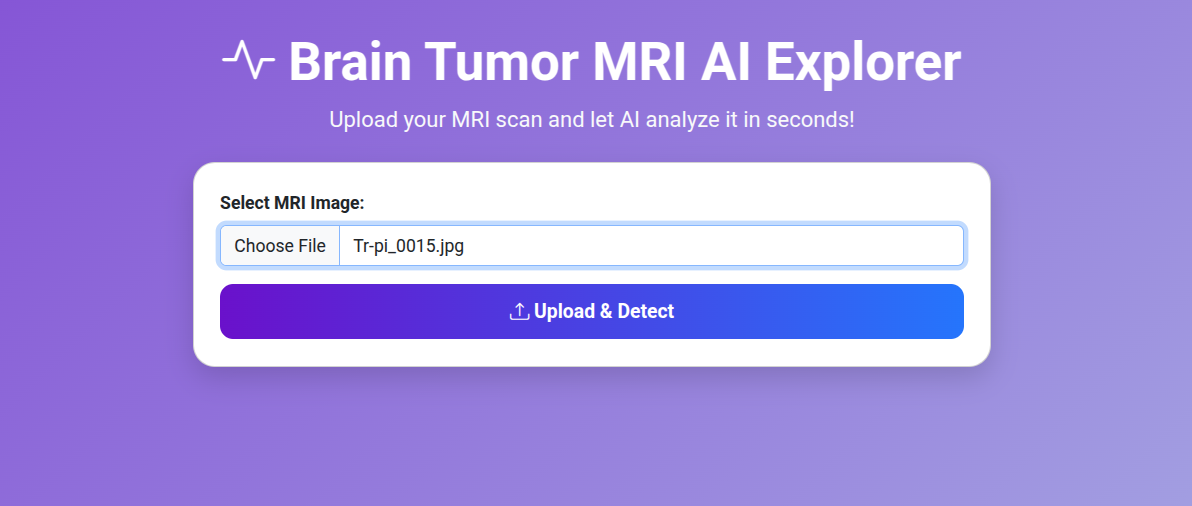 Brain Tumor MRI AI Explorer
Upload your MRI scan and let AI analyze it in seconds!
Select MRI Image:
Choose File Tr-pi_0015.jpg
Upload & Detect